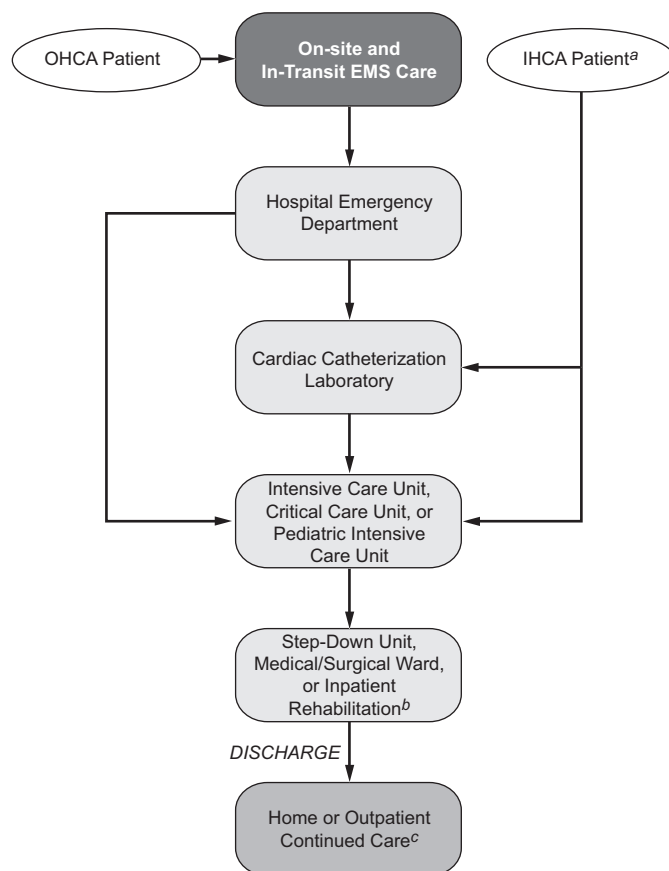 OHCA Patient
On-site and
In-Transit EMS Care
IHCA Patienta
Hospital Emergency
Department
Cardiac Catheterization
Laboratory
Intensive Care Unit,
Critical Care Unit, or
Pediatric Intensive
Care Unit
Step-Down Unit,
Medical/Surgical Ward,
or Inpatient
Rehabilitationb
DISCHARGE
Home or Outpatient
Continued Carec